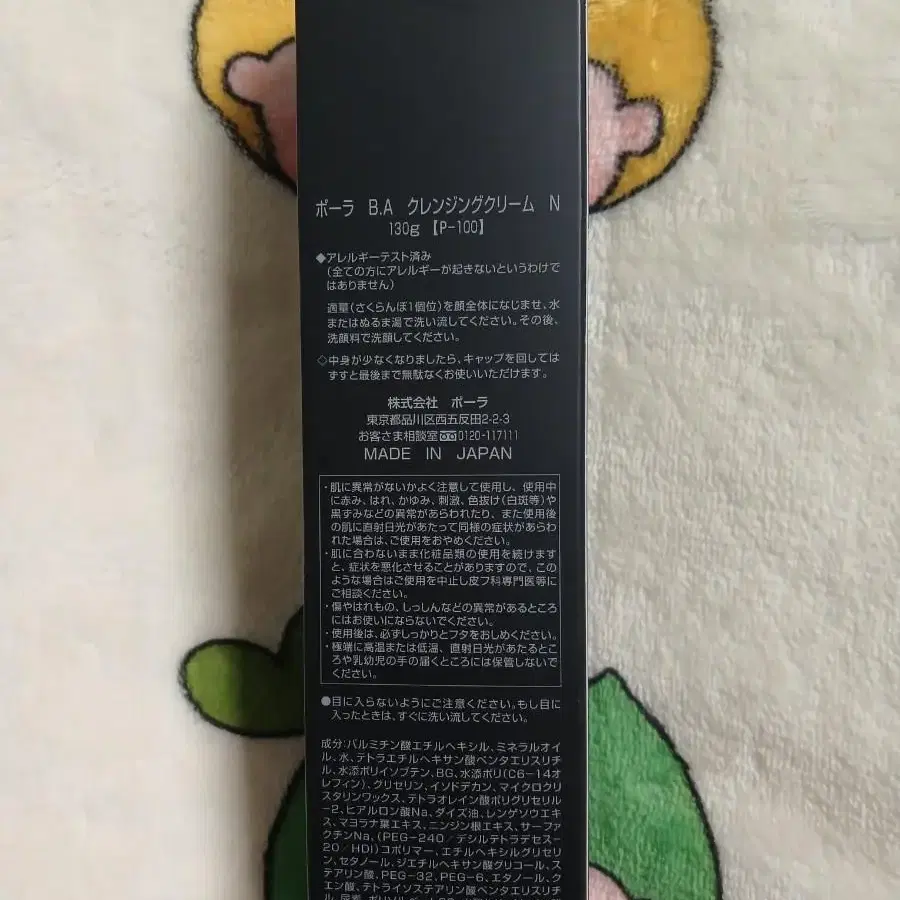 ポーラ B.A クレンジングクリーム N
130g 【P-100】
◆アレルギーテスト済み
(全ての方にアレルギーが起きないというわけで
はありません)
適量(さくらんぼ1個位)を顔全体になじませ、水
またはぬるま湯で洗い流してください。その後、
洗顔料で洗顔してください。
◇中身が少なくなりましたら、キャップを回しては
ずすと最後まで無駄なくお使いいただけます。
株式会社 ポーラ
東京都品川区西五反田2-2-3
お客さま相談室 0120-117111
MADE IN JAPAN
・肌に異常がないかよく注意して使用し、使用中
に赤み、はれ、かゆみ、刺激、色抜け(白斑等)や
黒ずみなどの異常があらわれたり、また使用後
の肌に直射日光があたって同様の症状があらわ
れた場合は、ご使用をおやめください。
・肌に合わないまま化粧品類の使用を続けます
と、症状を悪化させることがありますので、この
ような場合はご使用を中止し皮フ科専門医等に
ご相談ください。
・傷やはれもの、しっしんなどの異常があるところ
にはお使いにならないでください。
・使用後は、必ずしっかりとフタをおしめください。
・極端に高温または低温、直射日光があたるとこ
ろや乳幼児の手の届くところには保管しないで
ください。
●目に入らないようにご注意ください。もし目に
入ったときは、すぐに洗い流してください。
成分:パルミチン酸エチルヘキシル、ミネラルオイ
ル、水、テトラエチルヘキサン酸ペンタエリスリチ
ル、水添ポリイソブテン、BG、水添ポリ(C6-14オ
レフィン)、グリセリン、イソドデカン、マイクロクリ
スタリンワックス、テトラオレイン酸ポリグリセリル
-2、ヒアルロン酸Na、ダイズ油、レンゲソウエキ
ス、マヨラナ葉エキス、ニンジン根エキス、サーファ
クチンNa、(PEG-240/デシルテトラデセス-
20/HDI)コポリマー、エチルヘキシルグリセリ
ン、セタノール、ジエチルヘキサン酸グリコール、ス
テアリン酸、PEG-32、PEG-6、エタノール、ク
エン酸、テトライソステアリン酸ペンタエリスリチ